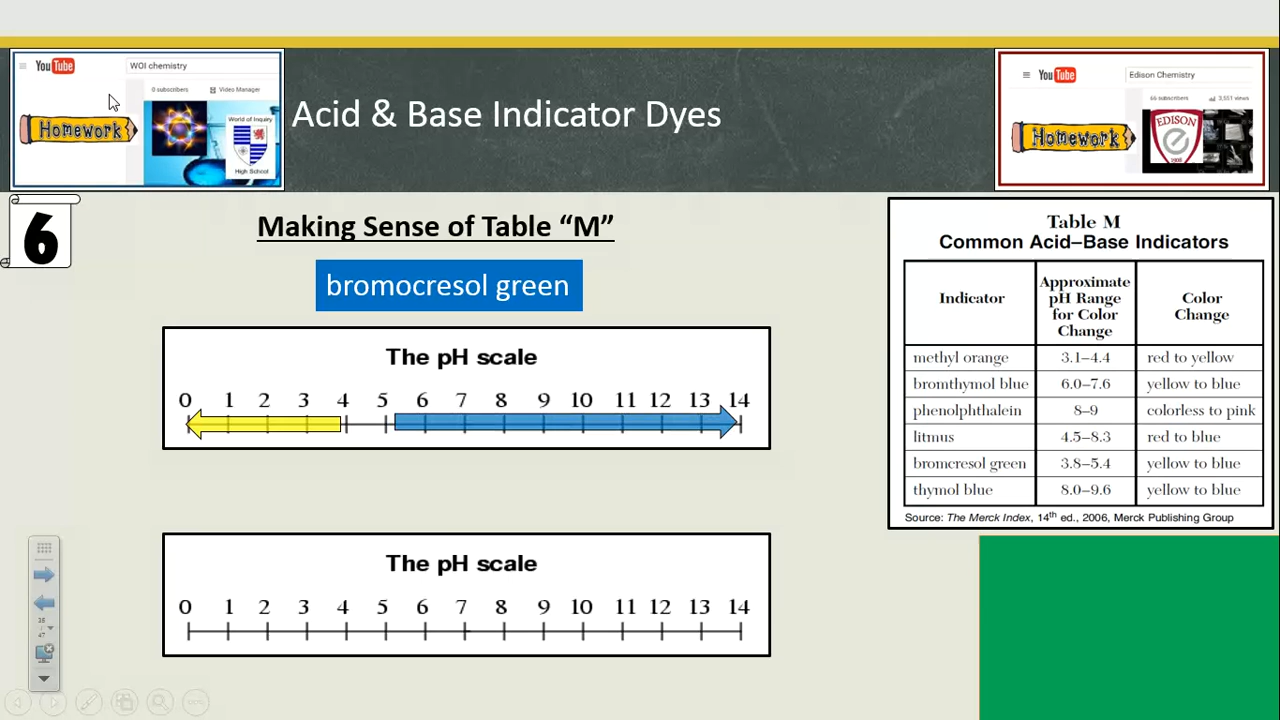 YouTube
WOI chemistry
0 subscribers
Video Manager
Homework
World of Inquiry
High School
Acid & Base Indicator Dyes
YouTube
Edison Chemistry
subscribers
3,551 views
Homework
EDISON
6
Making Sense of Table “M”
bromocresol green
The pH scale
0 1 2 3 4 5 6 7 8 9 10 11 12 13 14
The pH scale
0 1 2 3 4 5 6 7 8 9 10 11 12 13 14
Table M
Common Acid–Base Indicators
Indicator
Approximate
pH Range
for Color
Change
Color
Change
methyl orange 3.1–4.4 red to yellow
bromthymol blue 6.0–7.6 yellow to blue
phenolphthalein 8–9 colorless to pink
litmus 4.5–8.3 red to blue
bromcresol green 3.8–5.4 yellow to blue
thymol blue 8.0–9.6 yellow to blue
Source: The Merck Index, 14th ed., 2006, Merck Publishing Group
47